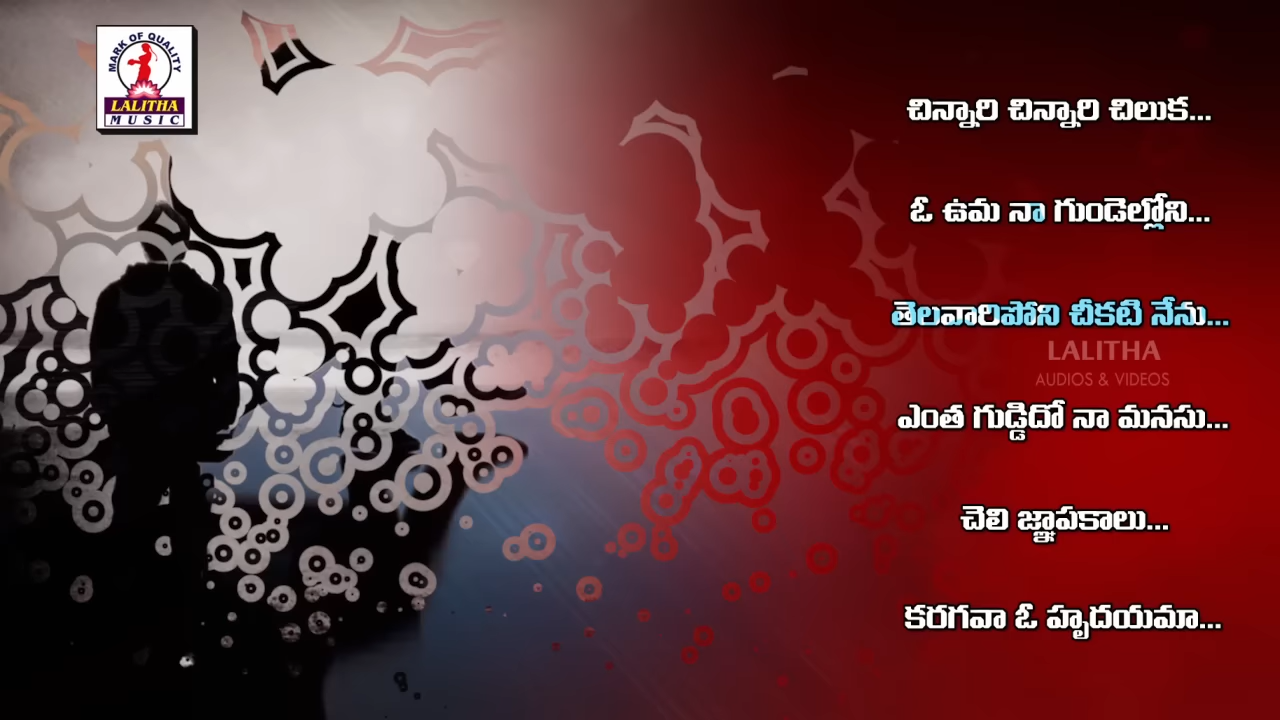 MARK OF QUALITY
LALITHA
MUSIC
చిన్నారి చిన్నారి చిలుక...
ఓ ఉమ నా గుండెల్లోని...
తెలవారిపోని చీకటి నేను...
LALITHA
AUDIOS & VIDEOS
ఎంత గుడ్డిదో నా మనసు...
చెలి జ్ఞాపకాలు...
కరగవా ఓ హృదయమా...